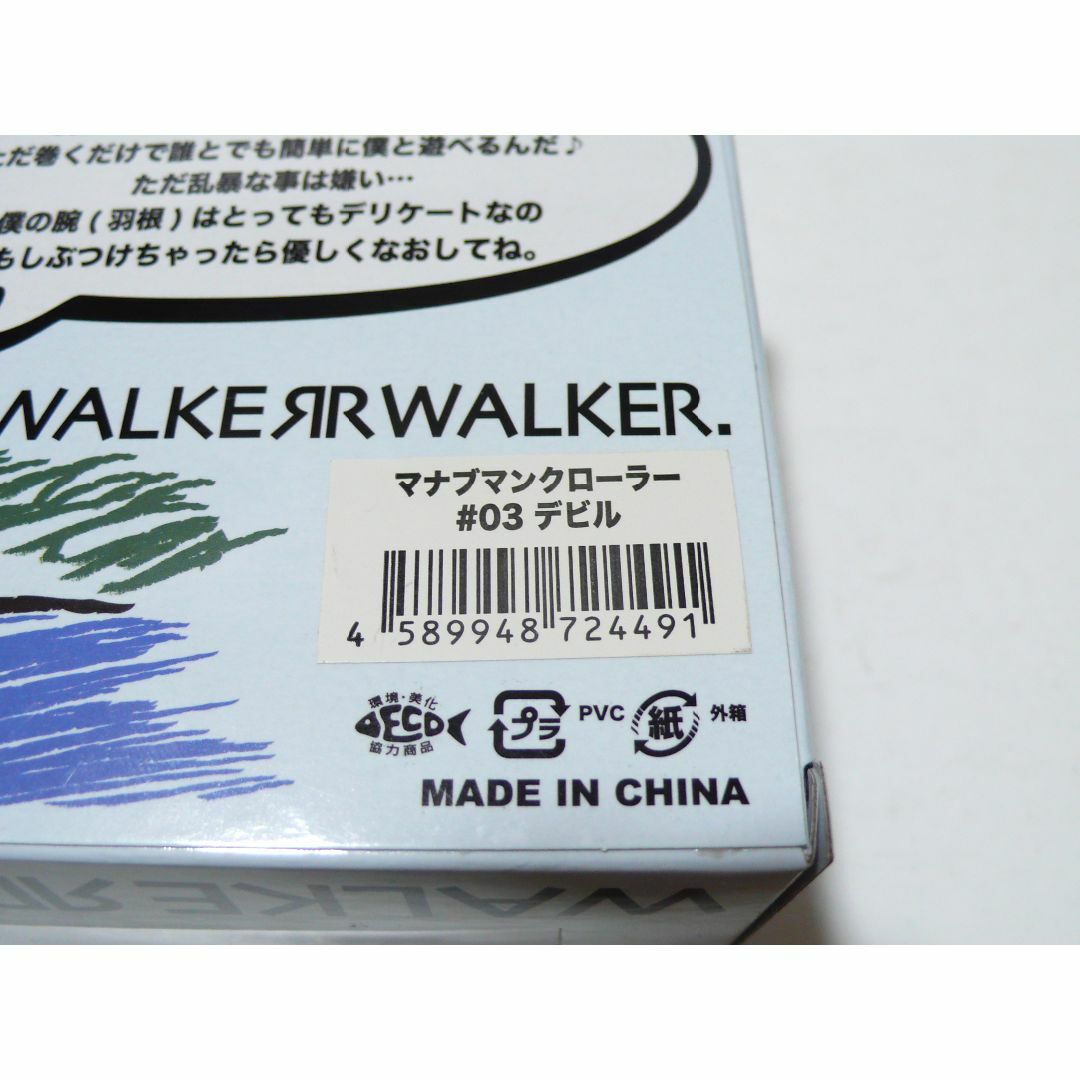 ただ巻くだけで誰とでも簡単に僕と遊べるんだ♪
ただ乱暴な事は嫌い…
僕の腕(羽根)はとってもデリケートなの
もしぶつけちゃったら優しくなおしてね。
WALKEЯRWALKER.
マナブマンクローラー
#03 デビル
4 589948 724491
環境・美化
ECO
協力商品
プラ
PVC
紙
外箱
MADE IN CHINA